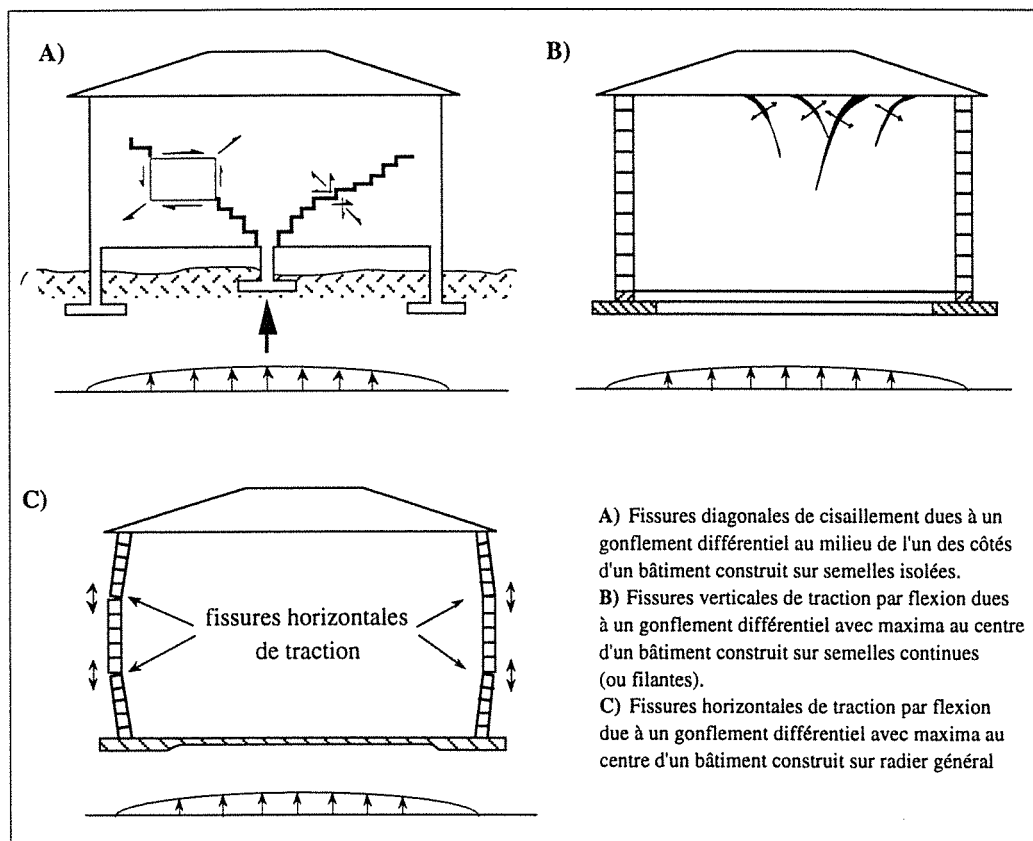 A)
B)
C)
fissures horizontales
de traction
A) Fissures diagonales de cisaillement dues à un
gonflement différentiel au milieu de l'un des côtés
d'un bâtiment construit sur semelles isolées.
B) Fissures verticales de traction par flexion dues
à un gonflement différentiel avec maxima au centre
d'un bâtiment construit sur semelles continues
(ou filantes).
C) Fissures horizontales de traction par flexion
due à un gonflement différentiel avec maxima au
centre d'un bâtiment construit sur radier général